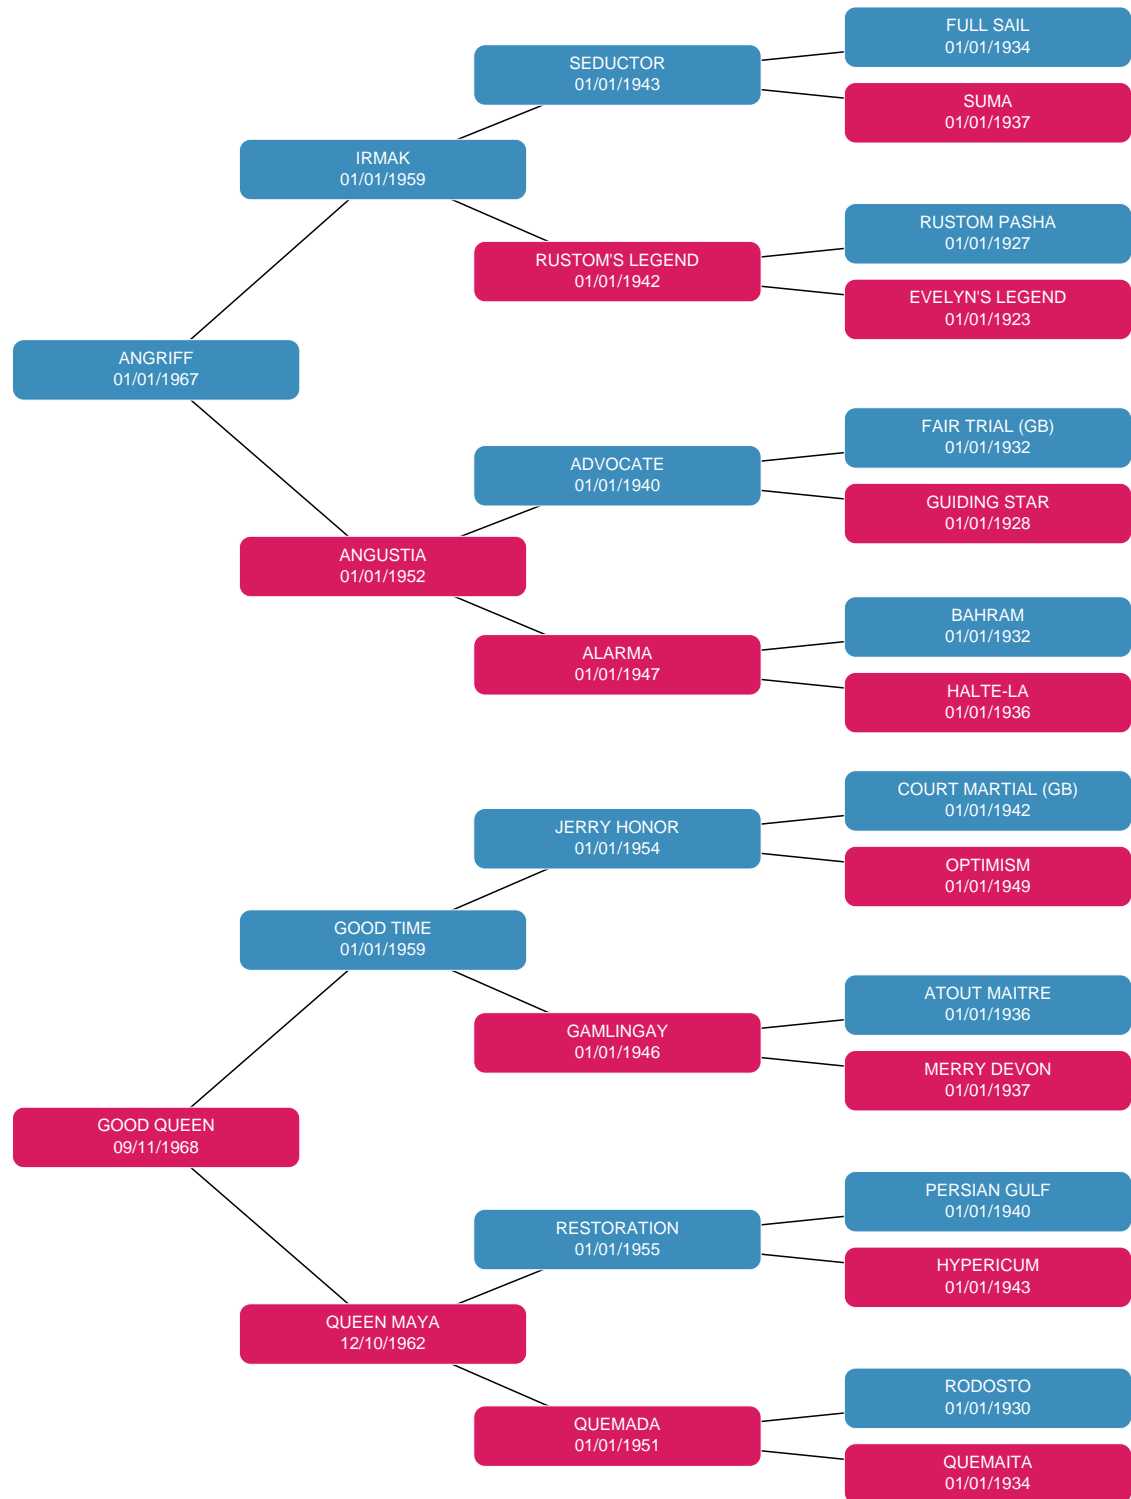 FULL SAIL
01/01/1934
SEDUCTOR
01/01/1943
SUMA
01/01/1937
IRMAK
01/01/1959
RUSTOM PASHA
01/01/1927
RUSTOM'S LEGEND
01/01/1942
EVELYN'S LEGEND
01/01/1923
ANGRIFF
01/01/1967
FAIR TRIAL (GB)
01/01/1932
ADVOCATE
01/01/1940
GUIDING STAR
01/01/1928
ANGUSTIA
01/01/1952
BAHRAM
01/01/1932
ALARMA
01/01/1947
HALTE-LA
01/01/1936
COURT MARTIAL (GB)
01/01/1942
JERRY HONOR
01/01/1954
OPTIMISM
01/01/1949
GOOD TIME
01/01/1959
ATOUT MAITRE
01/01/1936
GAMLINGAY
01/01/1946
MERRY DEVON
01/01/1937
GOOD QUEEN
09/11/1968
PERSIAN GULF
01/01/1940
RESTORATION
01/01/1955
HYPERICUM
01/01/1943
QUEEN MAYA
12/10/1962
RODOSTO
01/01/1930
QUEMADA
01/01/1951
QUEMAITA
01/01/1934